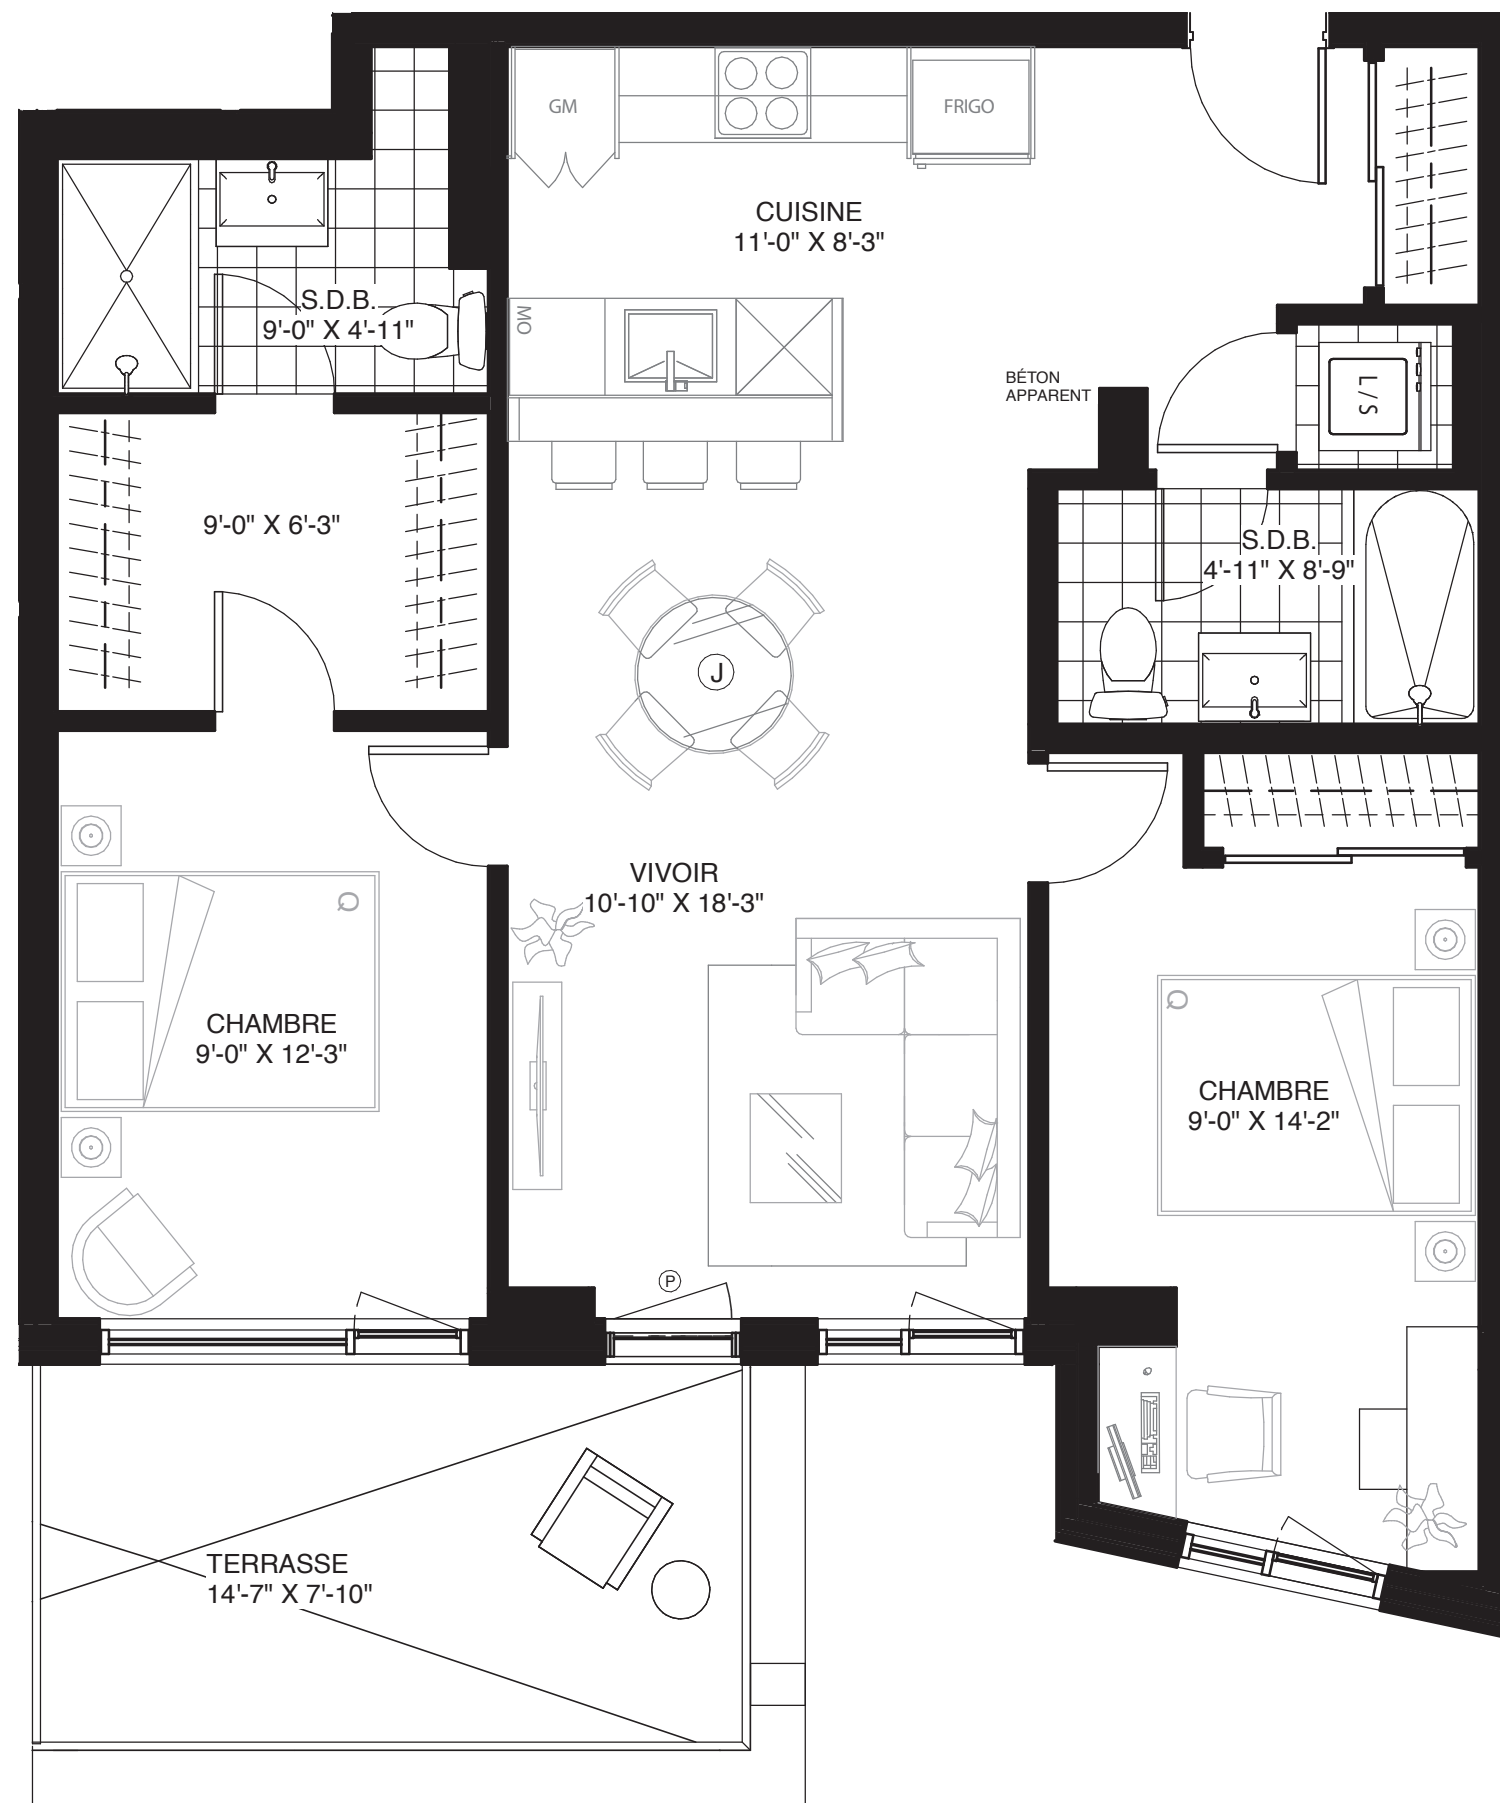 GM
FRIGO
CUISINE
11'-0" X 8'-3"
S.D.B.
9'-0" X 4'-11"
MO
BÉTON
APPARENT
L/S
9'-0" X 6'-3"
S.D.B.
4'-11" X 8'-9"
J
VIVOIR
10'-10" X 18'-3"
Q
CHAMBRE
9'-0" X 12'-3"
Q
CHAMBRE
9'-0" X 14'-2"
P
TERRASSE
14'-7" X 7'-10"